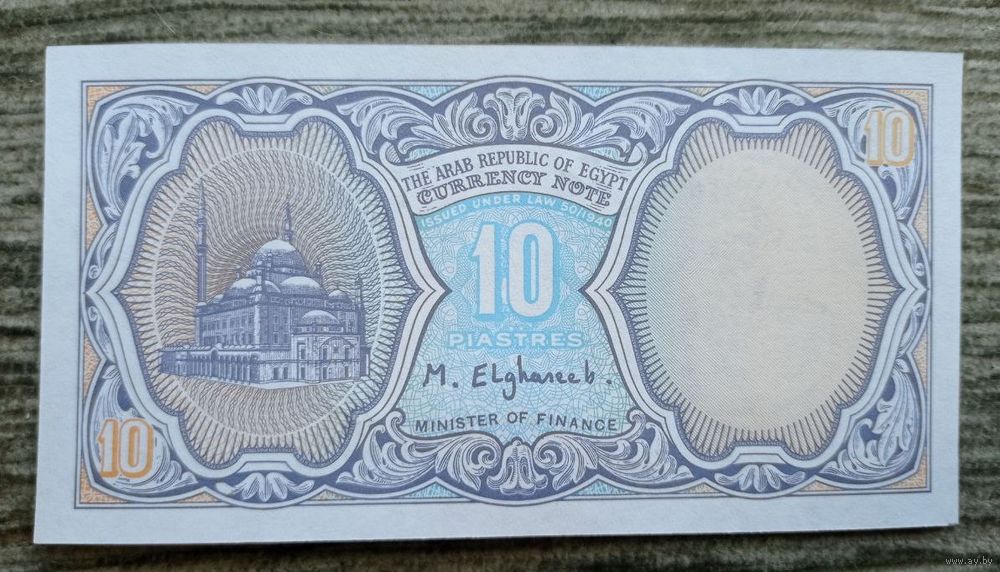 10
THE ARAB REPUBLIC OF EGYPT
CURRENCY NOTE
ISSUED UNDER LAW 50/1940
10
PIASTRES
M. Elghareeb.
MINISTER OF FINANCE
10
www.ay.by